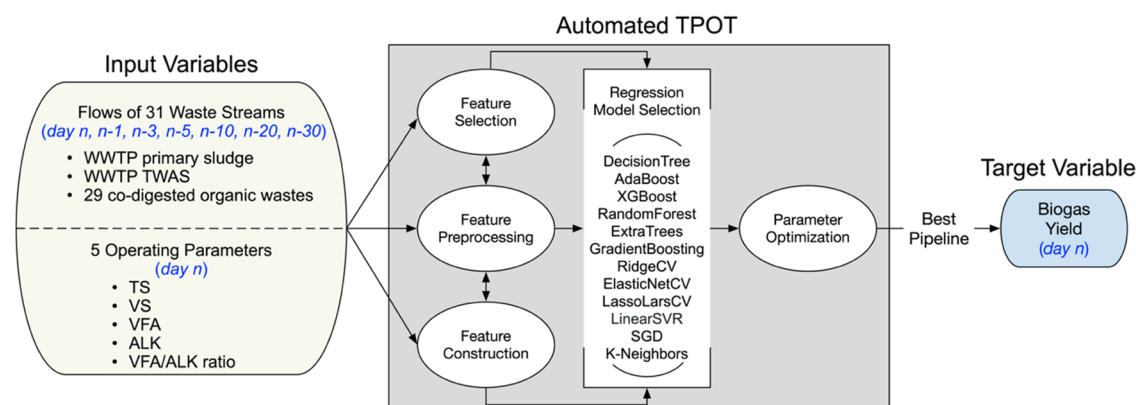 Automated TPOT
Input Variables
Flows of 31 Waste Streams
(day n, n-1, n-3, n-5, n-10, n-20, n-30)
• WWTP primary sludge
• WWTP TWAS
• 29 co-digested organic wastes
5 Operating Parameters
(day n)
• TS
• VS
• VFA
• ALK
• VFA/ALK ratio
Feature
Selection
Feature
Preprocessing
Feature
Construction
Regression
Model Selection
DecisionTree
AdaBoost
XGBoost
RandomForest
ExtraTrees
GradientBoosting
RidgeCV
ElasticNetCV
LassoLarsCV
LinearSVR
SGD
K-Neighbors
Parameter
Optimization
Best
Pipeline
Target Variable
Biogas
Yield
(day n)